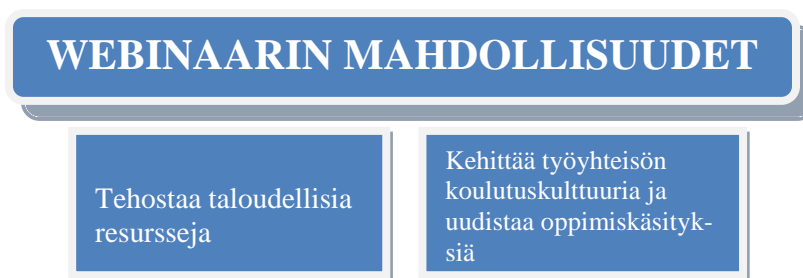 WEBINAARIN MAHDOLLISUUDET
Tehostaa taloudellisia
resursseja
Kehittää työyhteisön
koulutuskulttuuria ja
uudistaa oppimiskäsityk-
siä